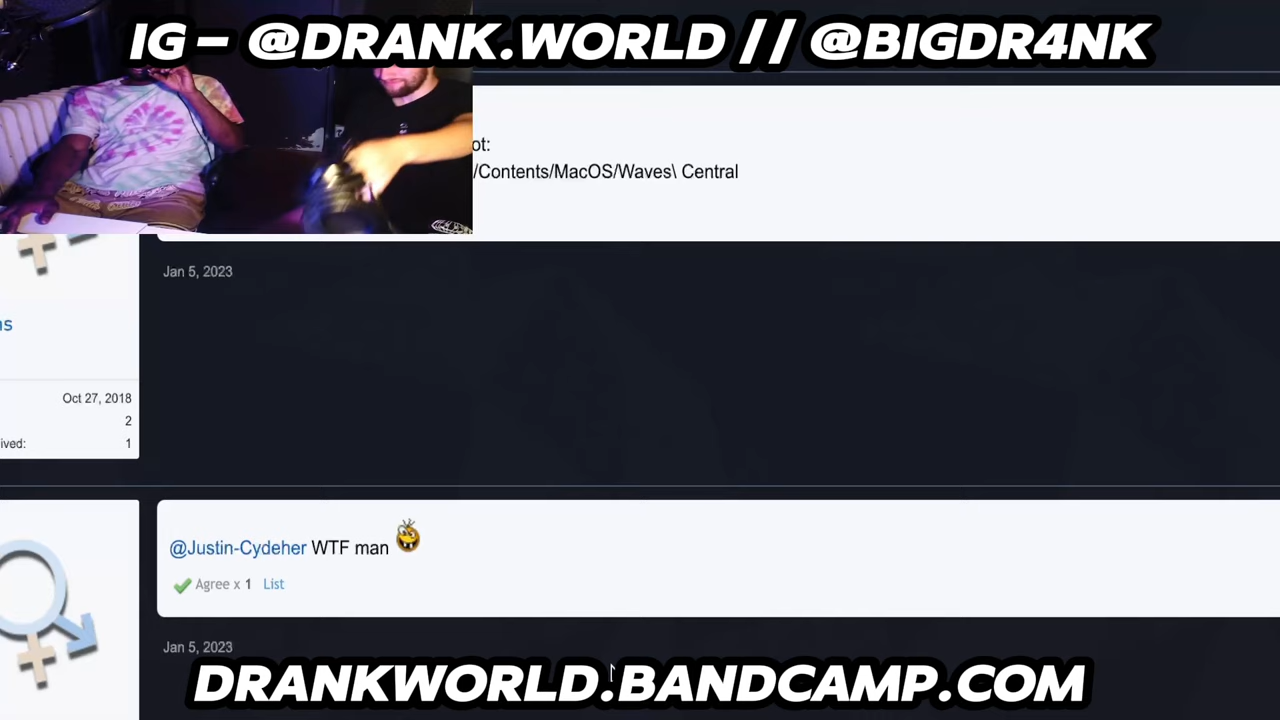 IG – @DRANK.WORLD // @BIGDR4NK
ot:
/Contents/MacOS/Waves\ Central
Jan 5, 2023
ns
Oct 27, 2018
2
ived: 1
@Justin-Cydeher WTF man
Agree x 1 List
Jan 5, 2023
DRANKWORLD.BANDCAMP.COM